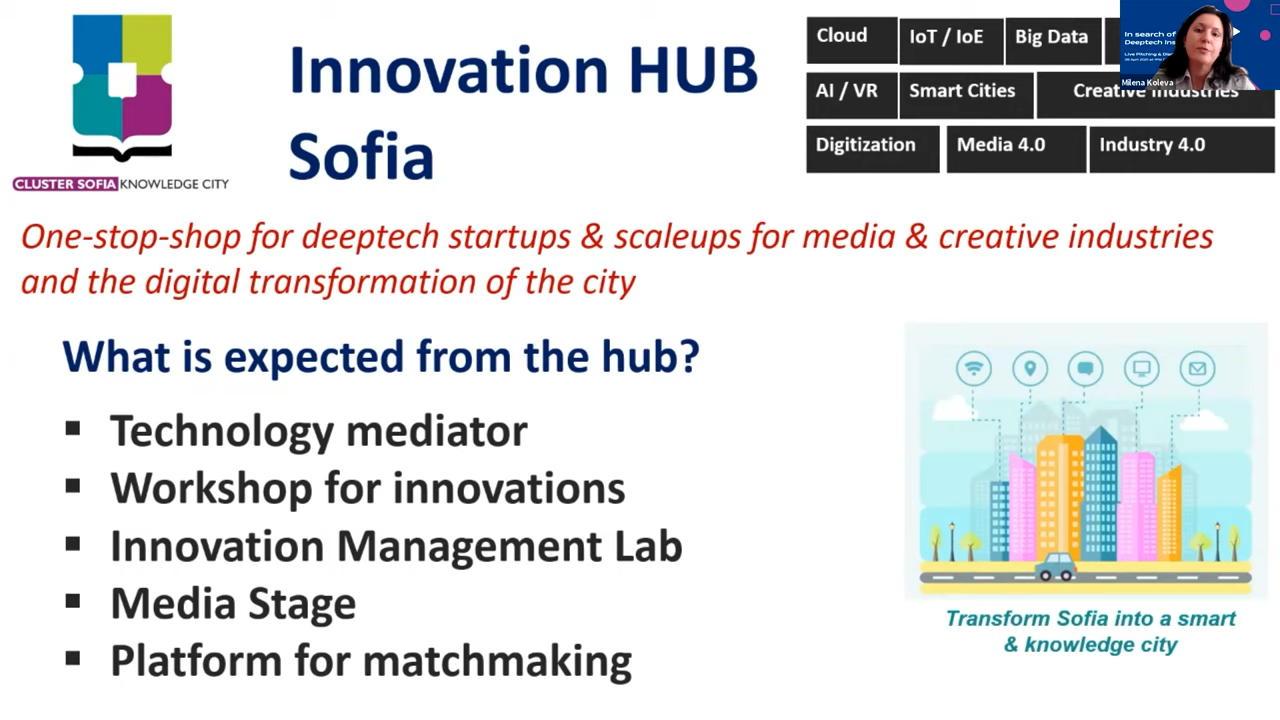 Innovation HUB
Sofia
CLUSTER SOFIA KNOWLEDGE CITY
Cloud
IoT / IoE
Big Data
AI / VR
Smart Cities
Creative Industries
Digitization
Media 4.0
Industry 4.0
In search of
Deeptech
Milena Koleva
One-stop-shop for deeptech startups & scaleups for media & creative industries
and the digital transformation of the city
What is expected from the hub?
▪ Technology mediator
▪ Workshop for innovations
▪ Innovation Management Lab
▪ Media Stage
▪ Platform for matchmaking
Transform Sofia into a smart
& knowledge city